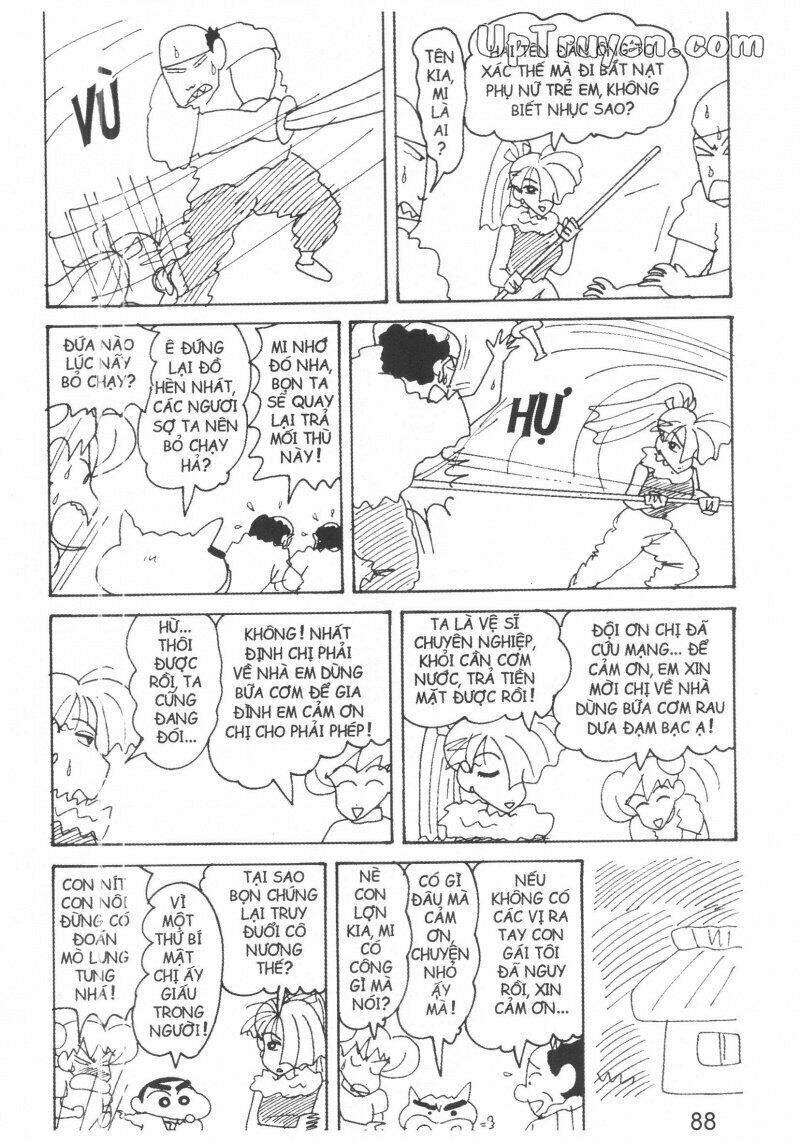 UpTruyen.com
HAI TÊN ĐÀN ÔNG TO
XÁC THẾ MÀ ĐI BẮT NẠT
PHỤ NỮ TRẺ EM, KHÔNG
BIẾT NHỤC SAO?
TÊN
KIA,
MI
LÀ
AI
?
VÙ
HỰ
MI NHỚ
ĐÓ NHA,
BỌN TA
SẼ QUAY
LẠI TRẢ
MỐI THÙ
NÀY!
Ê ĐỨNG
LẠI ĐỒ
HÈN NHÁT,
CÁC NGƯƠI
SỢ TA NÊN
BỎ CHẠY
HẢ?
ĐỨA NÀO
LÚC NÃY
BỎ CHẠY?
ĐỘI ƠN CHỊ ĐÃ
CỨU MẠNG... ĐỂ
CẢM ƠN, EM XIN
MỜI CHỊ VỀ NHÀ
DÙNG BỮA CƠM RAU
DƯA ĐẠM BẠC Ạ!
TA LÀ VỆ SĨ
CHUYÊN NGHIỆP,
KHỎI CẦN CƠM
NƯỚC, TRẢ TIỀN
MẶT ĐƯỢC RỒI!
KHÔNG! NHẤT
ĐỊNH CHỊ PHẢI
VỀ NHÀ EM DÙNG
BỮA CƠM ĐỂ GIA
ĐÌNH EM CẢM ƠN
CHỊ CHO PHẢI PHÉP!
HỪ...
THÔI
ĐƯỢC
RỒI, TA
CŨNG
ĐANG
ĐÓI...
NẾU
KHÔNG CÓ
CÁC VỊ RA
TAY CON
GÁI TÔI
ĐÃ NGUY
RỒI, XIN
CẢM ƠN...
CÓ GÌ
ĐÂU MÀ
CẢM
ƠN,
CHUYỆN
NHỎ
ẤY
MÀ!
NÈ
CON
LỢN
KIA, MI
CÓ
CÔNG
GÌ MÀ
NÓI?
TẠI SAO
BỌN CHÚNG
LẠI TRUY
ĐUỔI CÔ
NƯƠNG
THẾ?
VÌ
MỘT
THỨ BÍ
MẬT
CHỊ ẤY
GIẤU
TRONG
NGƯỜI!
CON NÍT
CON NÔI
ĐỪNG CÓ
ĐOÁN
MÒ LUNG
TUNG
NHÁ!
88